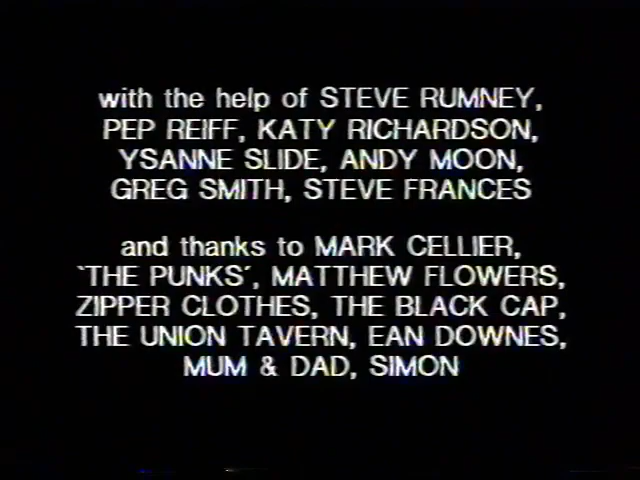 with the help of STEVE RUMNEY,
PEP REIFF, KATY RICHARDSON,
YSANNE SLIDE, ANDY MOON,
GREG SMITH, STEVE FRANCES
and thanks to MARK CELLIER,
`THE PUNKS´, MATTHEW FLOWERS,
ZIPPER CLOTHES, THE BLACK CAP,
THE UNION TAVERN, EAN DOWNES,
MUM & DAD, SIMON